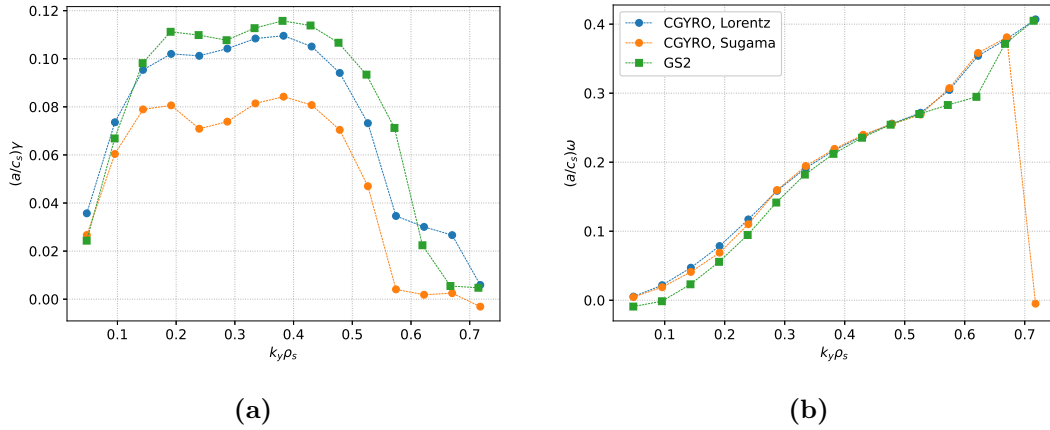 0.12
0.10
0.08
0.06
0.04
0.02
0.00
(a/c_s)γ
0.1 0.2 0.3 0.4 0.5 0.6 0.7
k_yρ_s
(a)
CGYRO, Lorentz
CGYRO, Sugama
GS2
0.4
0.3
0.2
0.1
0.0
(a/c_s)ω
0.1 0.2 0.3 0.4 0.5 0.6 0.7
k_yρ_s
(b)